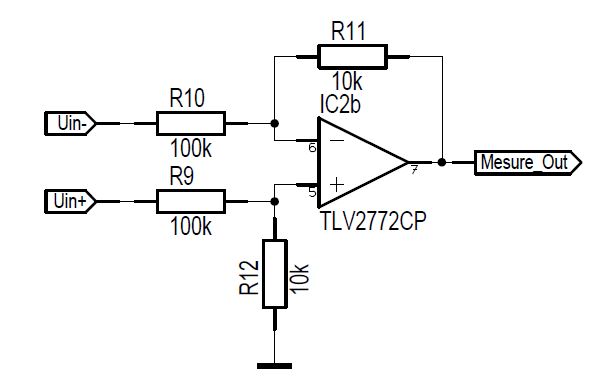 R11
10k
IC2b
R10
Uin-
100k
6
−
7
Mesure_Out
R9
Uin+
100k
5
+
TLV2772CP
R12
10k